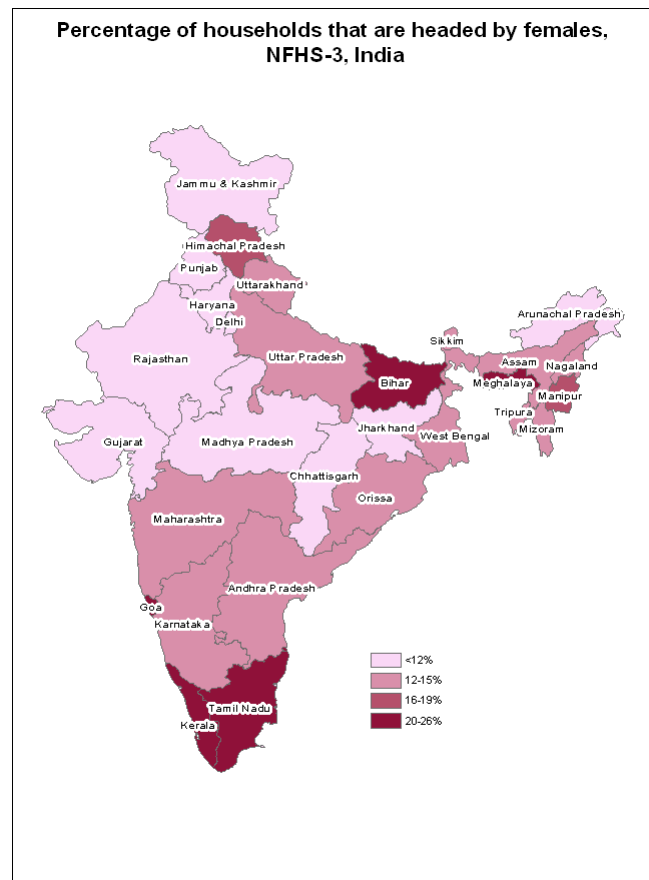 Percentage of households that are headed by females,
NFHS-3, India
Jammu & Kashmir
Himachal Pradesh
Punjab
Uttarakhand
Haryana
Delhi
Arunachal Pradesh
Rajasthan
Uttar Pradesh
Sikkim
Assam
Nagaland
Bihar
Meghalaya
Manipur
Tripura
Mizoram
Gujarat
Madhya Pradesh
Jharkhand
West Bengal
Chhattisgarh
Orissa
Maharashtra
Andhra Pradesh
Goa
Karnataka
Tamil Nadu
Kerala
<12%
12-15%
16-19%
20-26%